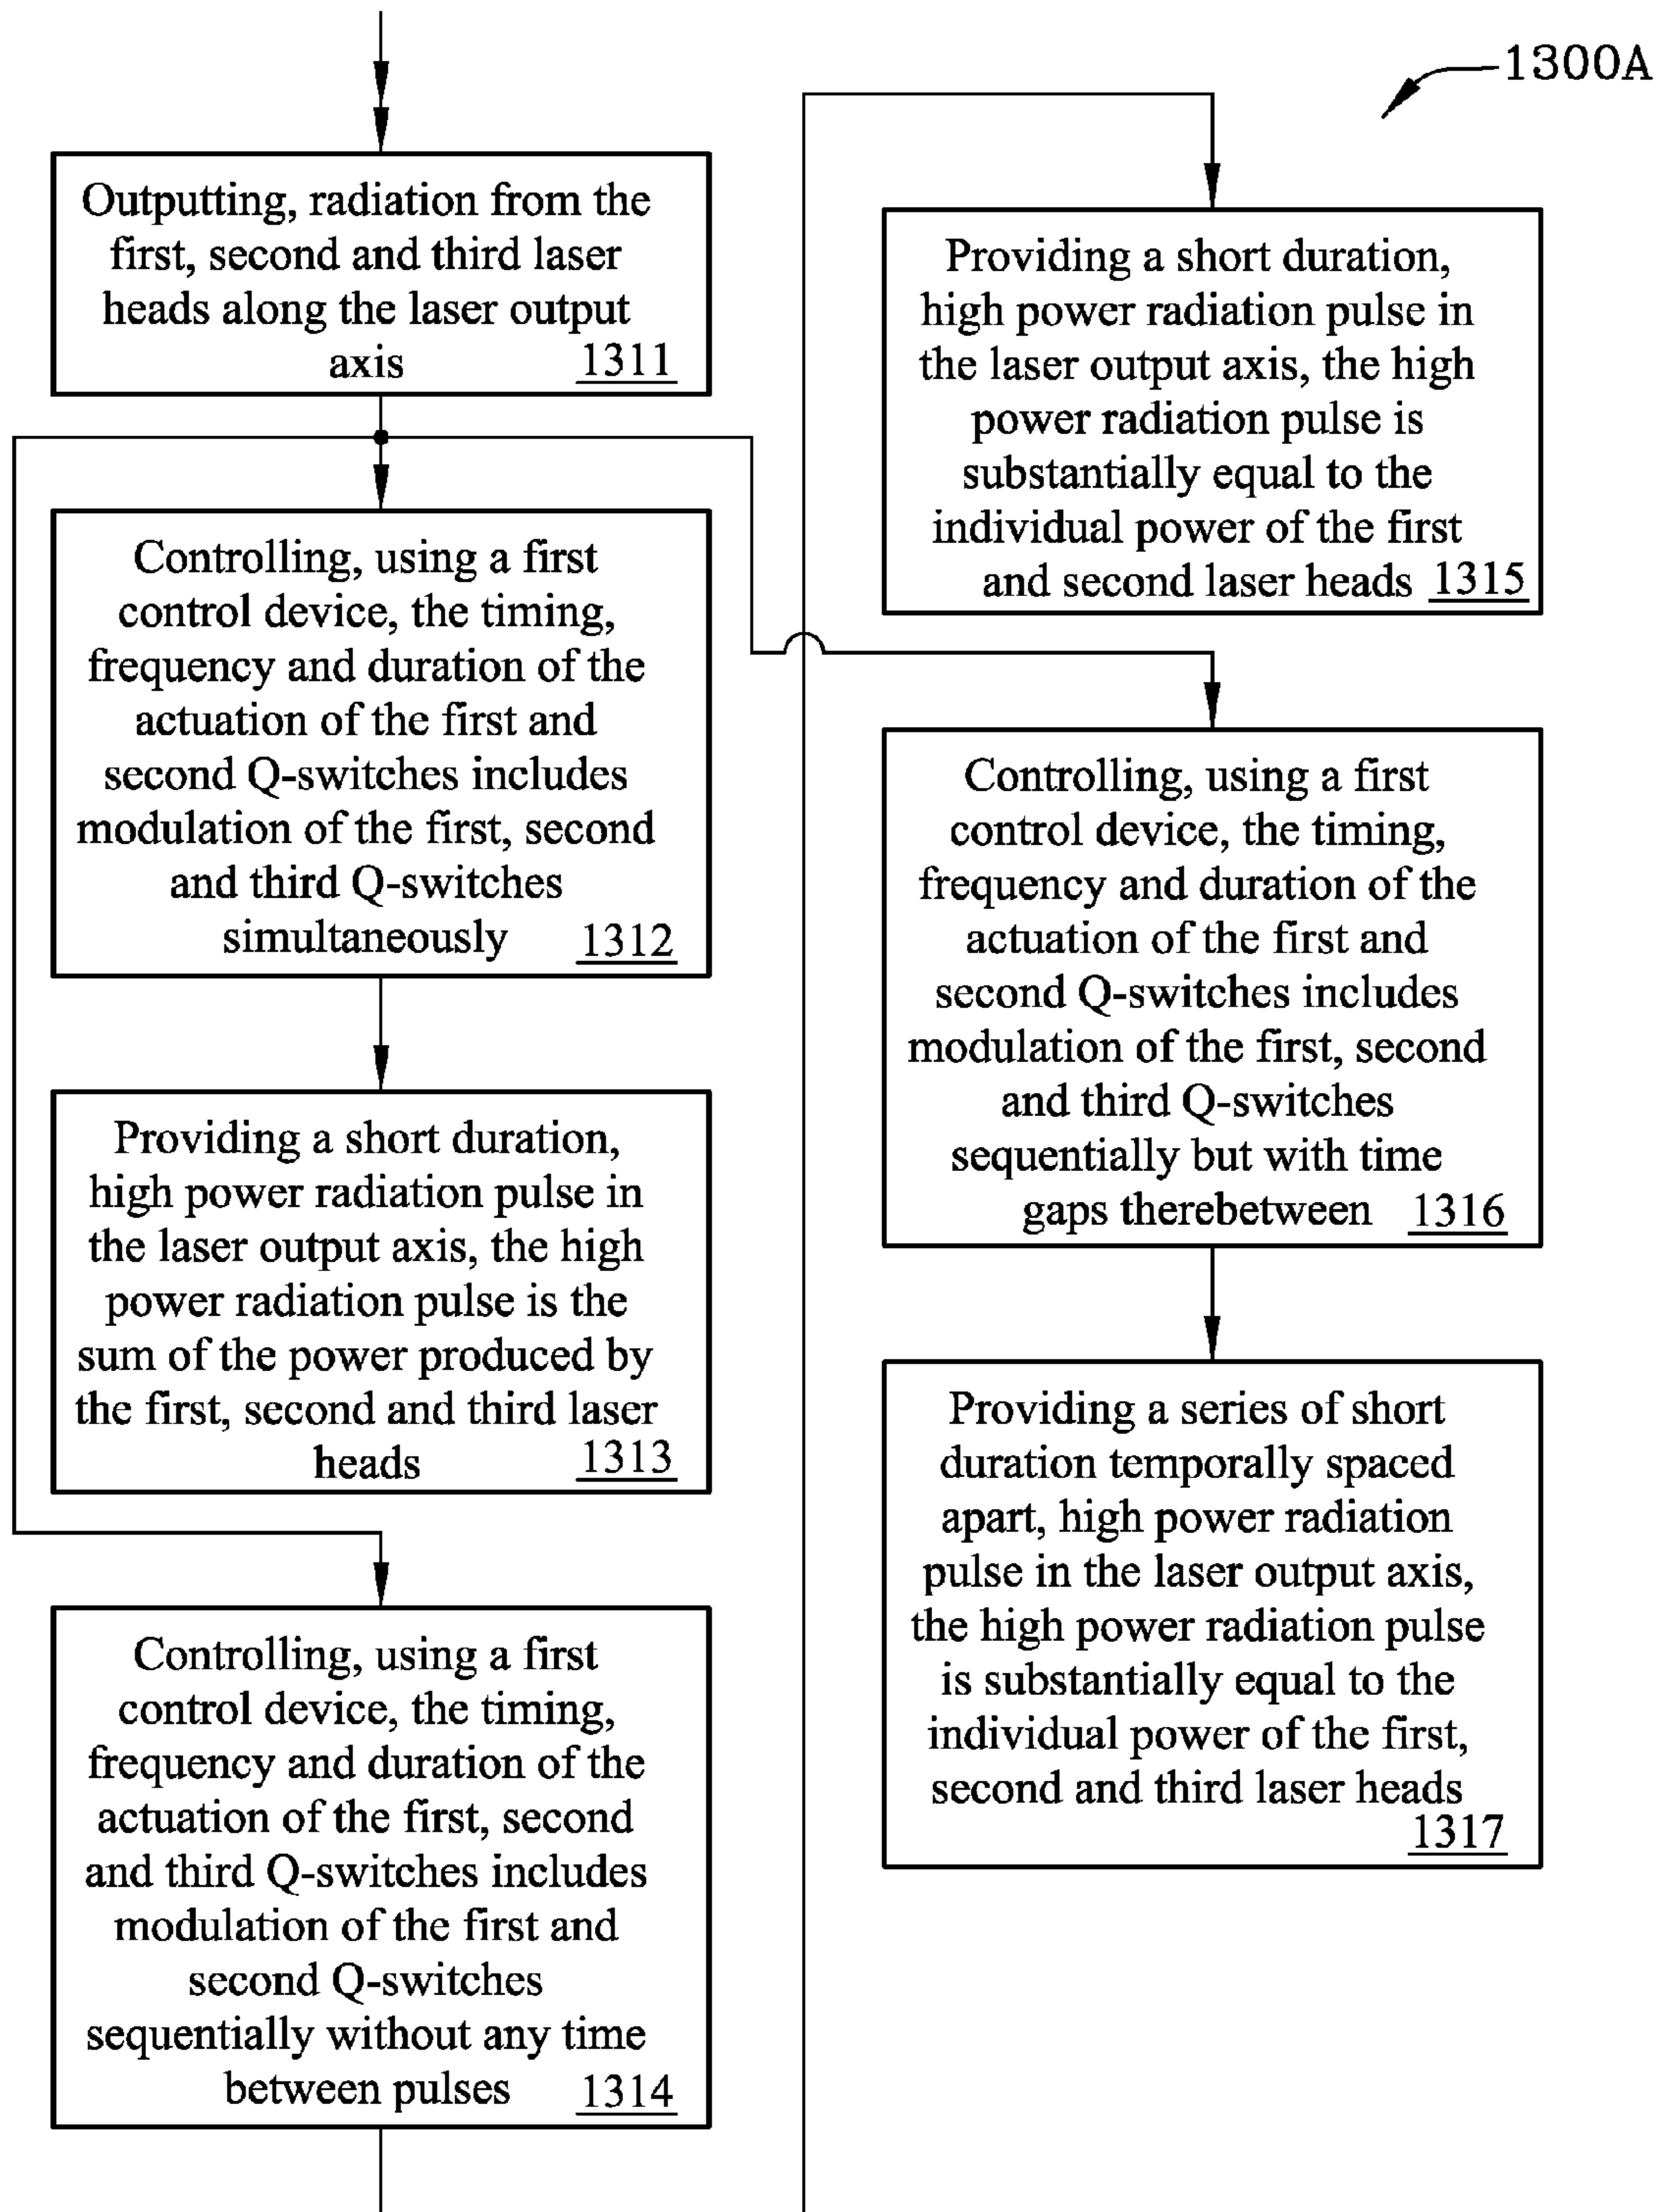 1300A
Outputting, radiation from the
first, second and third laser
heads along the laser output
axis 1311
Controlling, using a first
control device, the timing,
frequency and duration of the
actuation of the first and
second Q-switches includes
modulation of the first, second
and third Q-switches
simultaneously 1312
Providing a short duration,
high power radiation pulse in
the laser output axis, the high
power radiation pulse is the
sum of the power produced by
the first, second and third laser
heads 1313
Controlling, using a first
control device, the timing,
frequency and duration of the
actuation of the first, second
and third Q-switches includes
modulation of the first and
second Q-switches
sequentially without any time
between pulses 1314
Providing a short duration,
high power radiation pulse in
the laser output axis, the high
power radiation pulse is
substantially equal to the
individual power of the first
and second laser heads 1315
Controlling, using a first
control device, the timing,
frequency and duration of the
actuation of the first and
second Q-switches includes
modulation of the first, second
and third Q-switches
sequentially but with time
gaps therebetween 1316
Providing a series of short
duration temporally spaced
apart, high power radiation
pulse in the laser output axis,
the high power radiation pulse
is substantially equal to the
individual power of the first,
second and third laser heads
1317